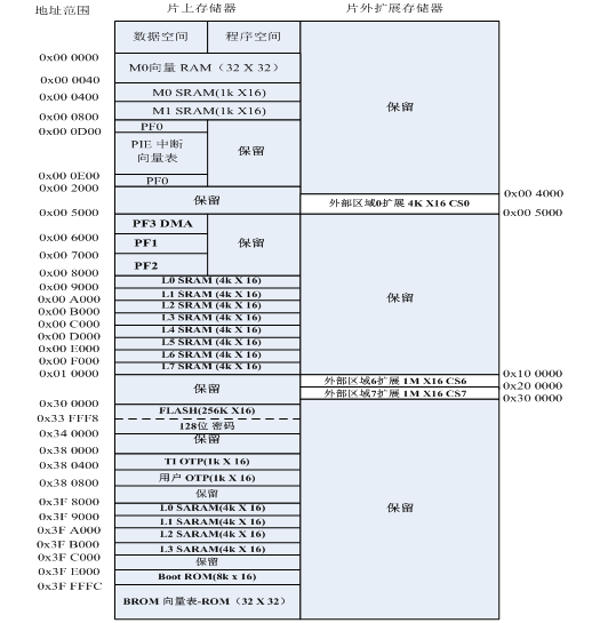 地址范围 片上存储器 片外扩展存储器
数据空间 程序空间
0x00 0000
M0向量 RAM（32 X 32）
0x00 0040
M0 SRAM(1k X16)
0x00 0400
保留
M1 SRAM(1k X16)
0x00 0800
PF0
0x00 0D00
PIE 中断
向量表
保留
0x00 0E00
PF0
0x00 2000
保留
0x00 4000
外部区域0扩展 4K X16 CS0
0x00 5000
0x00 5000
PF3 DMA
0x00 6000
PF1
保留
0x00 7000
PF2
0x00 8000
L0 SRAM (4k X 16)
0x00 9000
L1 SRAM (4k X 16)
保留
0x00 A000
L2 SRAM (4k X 16)
0x00 B000
L3 SRAM (4k X 16)
0x00 C000
L4 SRAM (4k X 16)
0x00 D000
L5 SRAM (4k X 16)
0x00 E000
L6 SRAM (4k X 16)
0x00 F000
L7 SRAM (4k X 16)
0x01 0000
0x10 0000
外部区域6扩展 1M X16 CS6
保留
0x20 0000
外部区域7扩展 1M X16 CS7
0x30 0000
0x30 0000
FLASH(256K X16)
0x33 FFF8
128位 密码
0x34 0000
保留
0x38 0000
TI OTP(1k X 16)
0x38 0400
用户 OTP(1k X 16)
0x38 0800
保留
0x3F 8000
L0 SARAM(4k X 16)
保留
0x3F 9000
L1 SARAM(4k X 16)
0x3F A000
L2 SARAM(4k X 16)
0x3F B000
L3 SARAM(4k X 16)
0x3F C000
保留
0x3F E000
Boot ROM(8k x 16)
0x3F FFFC
BROM 向量表-ROM（32 X 32）